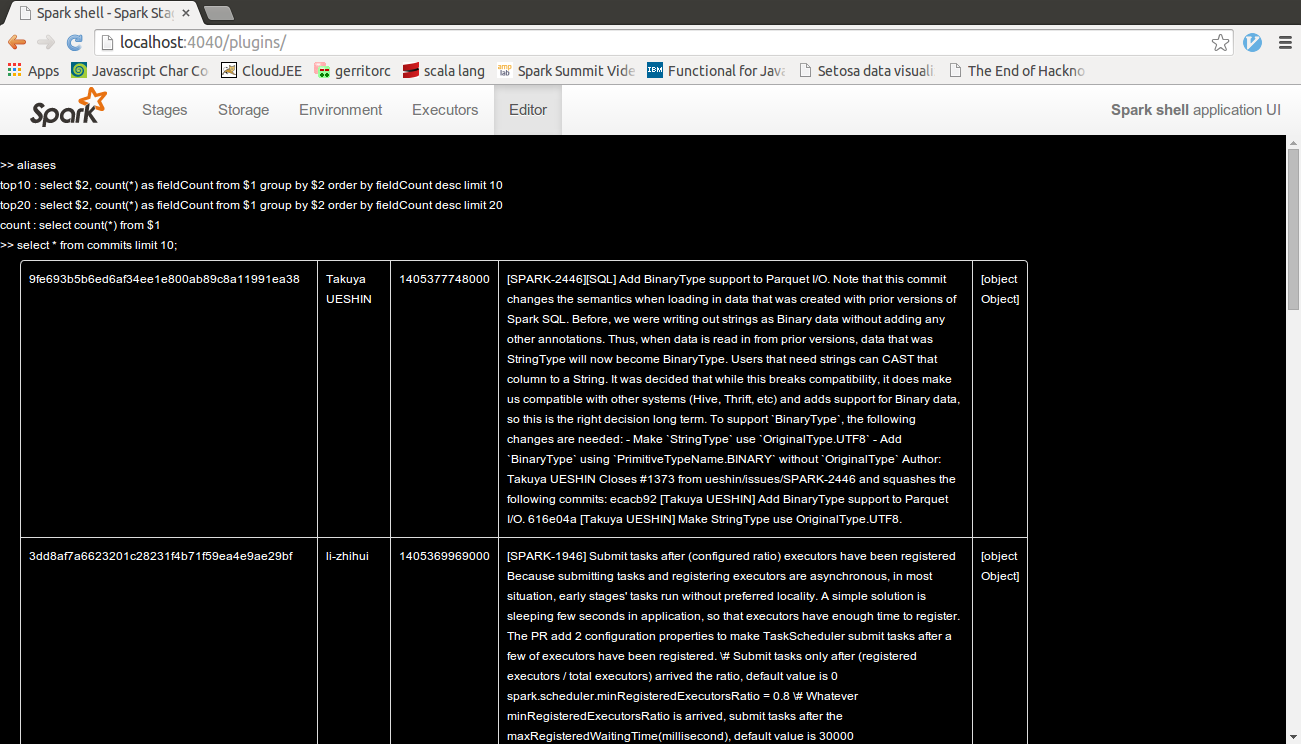 Spark shell - Spark Sta
localhost:4040/plugins/
Apps Javascript Char Co CloudJEE gerritorc scala lang Spark Summit Vide Functional for Java Setosa data visuali The End of Hackno
Spark Stages Storage Environment Executors Editor Spark shell application UI
>> aliases
top10 : select $2, count(*) as fieldCount from $1 group by $2 order by fieldCount desc limit 10
top20 : select $2, count(*) as fieldCount from $1 group by $2 order by fieldCount desc limit 20
count : select count(*) from $1
>> select * from commits limit 10;
9fe693b5b6ed6af34ee1e800ab89c8a11991ea38
Takuya
UESHIN
1405377748000
[SPARK-2446][SQL] Add BinaryType support to Parquet I/O. Note that this commit
changes the semantics when loading in data that was created with prior versions of
Spark SQL. Before, we were writing out strings as Binary data without adding any
other annotations. Thus, when data is read in from prior versions, data that was
StringType will now become BinaryType. Users that need strings can CAST that
column to a String. It was decided that while this breaks compatibility, it does make
us compatible with other systems (Hive, Thrift, etc) and adds support for Binary data,
so this is the right decision long term. To support `BinaryType`, the following
changes are needed: - Make `StringType` use `OriginalType.UTF8` - Add
`BinaryType` using `PrimitiveTypeName.BINARY` without `OriginalType` Author:
Takuya UESHIN Closes #1373 from ueshin/issues/SPARK-2446 and squashes the
following commits: ecacb92 [Takuya UESHIN] Add BinaryType support to Parquet
I/O. 616e04a [Takuya UESHIN] Make StringType use OriginalType.UTF8.
[object
Object]
3dd8af7a6623201c28231f4b71f59ea4e9ae29bf
li-zhihui
1405369969000
[SPARK-1946] Submit tasks after (configured ratio) executors have been registered
Because submitting tasks and registering executors are asynchronous, in most
situation, early stages' tasks run without preferred locality. A simple solution is
sleeping few seconds in application, so that executors have enough time to register.
The PR add 2 configuration properties to make TaskScheduler submit tasks after a
few of executors have been registered. \# Submit tasks only after (registered
executors / total executors) arrived the ratio, default value is 0
spark.scheduler.minRegisteredExecutorsRatio = 0.8 \# Whatever
minRegisteredExecutorsRatio is arrived, submit tasks after the
maxRegisteredWaitingTime(millisecond), default value is 30000
[object
Object]